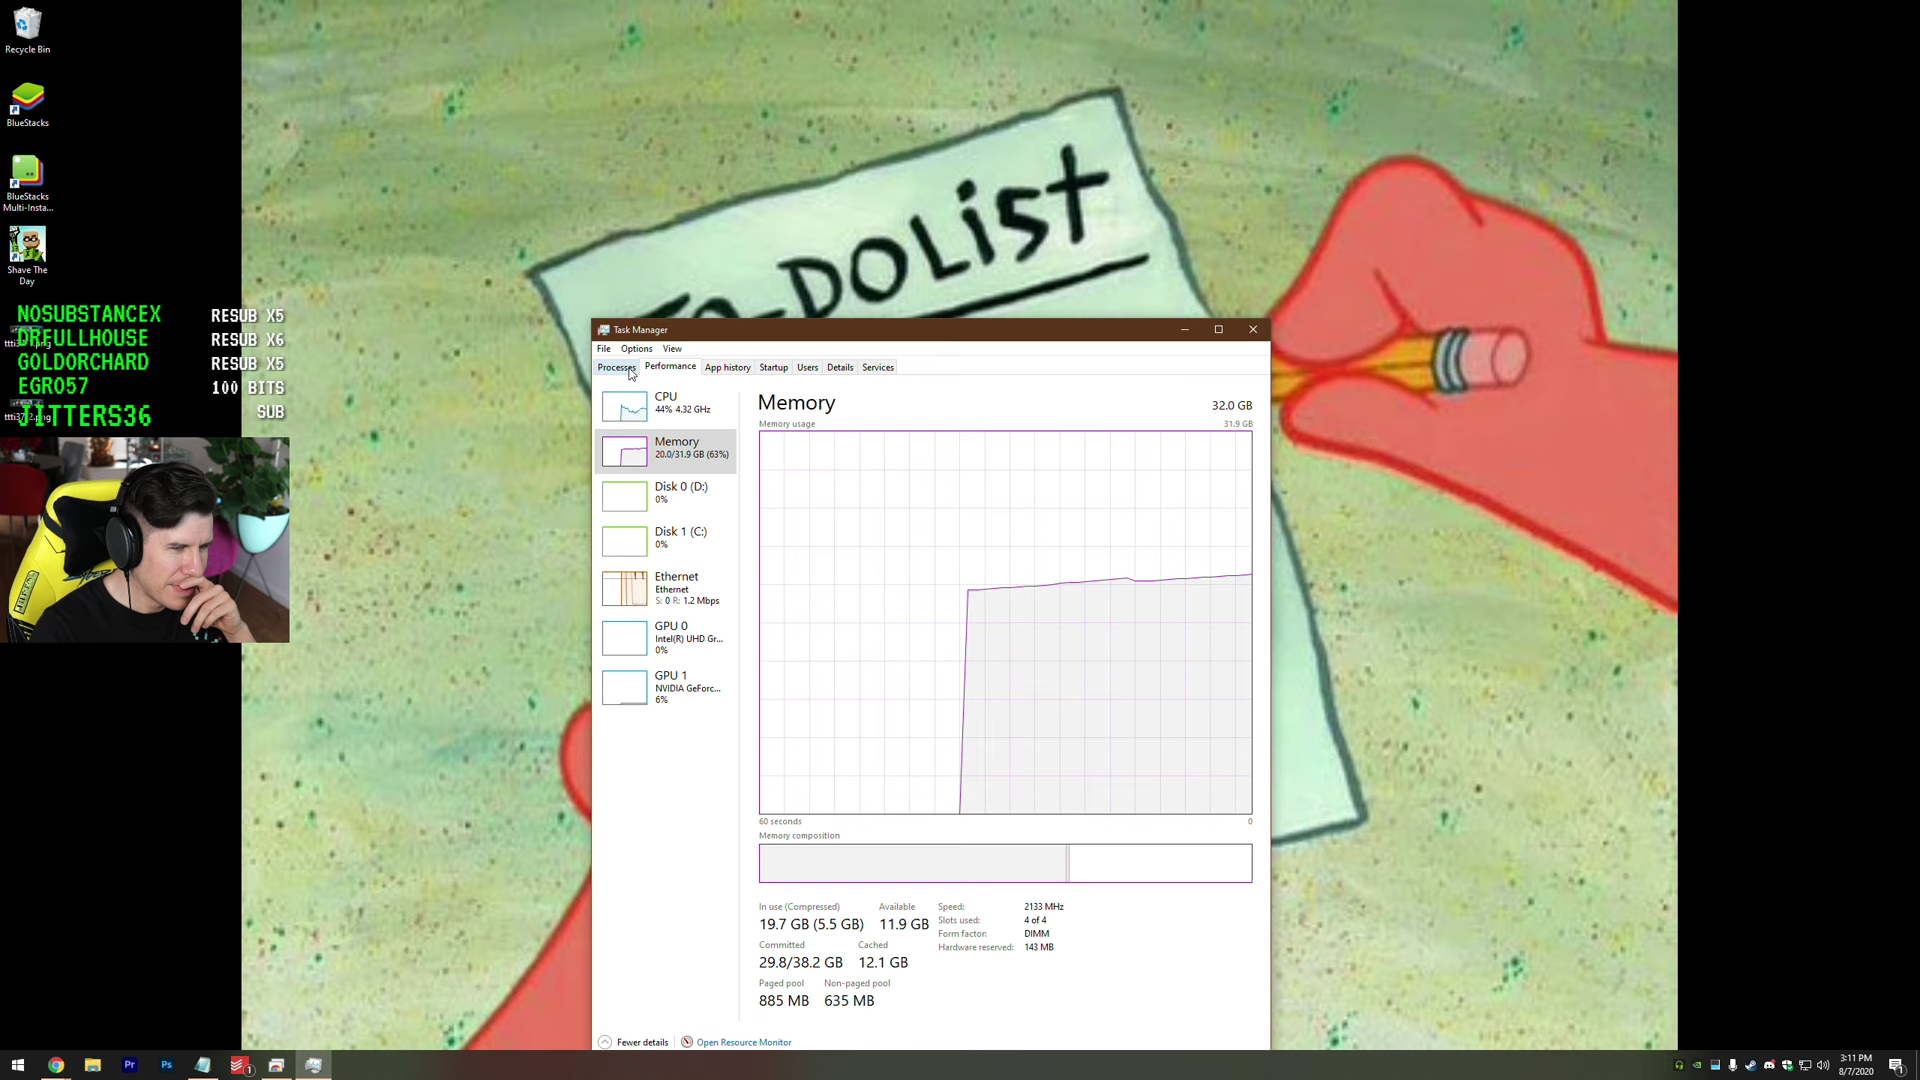 Recycle Bin
BlueStacks
BlueStacks
Multi-Insta...
Shave The
Day
NOSUBSTANCEX RESUB X5
DREULLHOUSE RESUB X6
GOLDORCHARD RESUB X5
EGRO57 100 BITS
JITTERS36 SUB
TO-DO List
Task Manager
File Options View
Processes Performance App history Startup Users Details Services
CPU
44% 4.32 GHz
Memory
20.0/31.9 GB (63%)
Disk 0 (D:)
0%
Disk 1 (C:)
0%
Ethernet
Ethernet
S: 0 R: 1.2 Mbps
GPU 0
Intel(R) UHD Gr...
0%
GPU 1
NVIDIA GeForc...
6%
Memory 32.0 GB
Memory usage 31.9 GB
60 seconds 0
Memory composition
In use (Compressed) Available
19.7 GB (5.5 GB) 11.9 GB
Committed Cached
29.8/38.2 GB 12.1 GB
Paged pool Non-paged pool
885 MB 635 MB
Speed: 2133 MHz
Slots used: 4 of 4
Form factor: DIMM
Hardware reserved: 143 MB
Fewer details Open Resource Monitor
Pr Ps 1
3:11 PM
8/7/2020